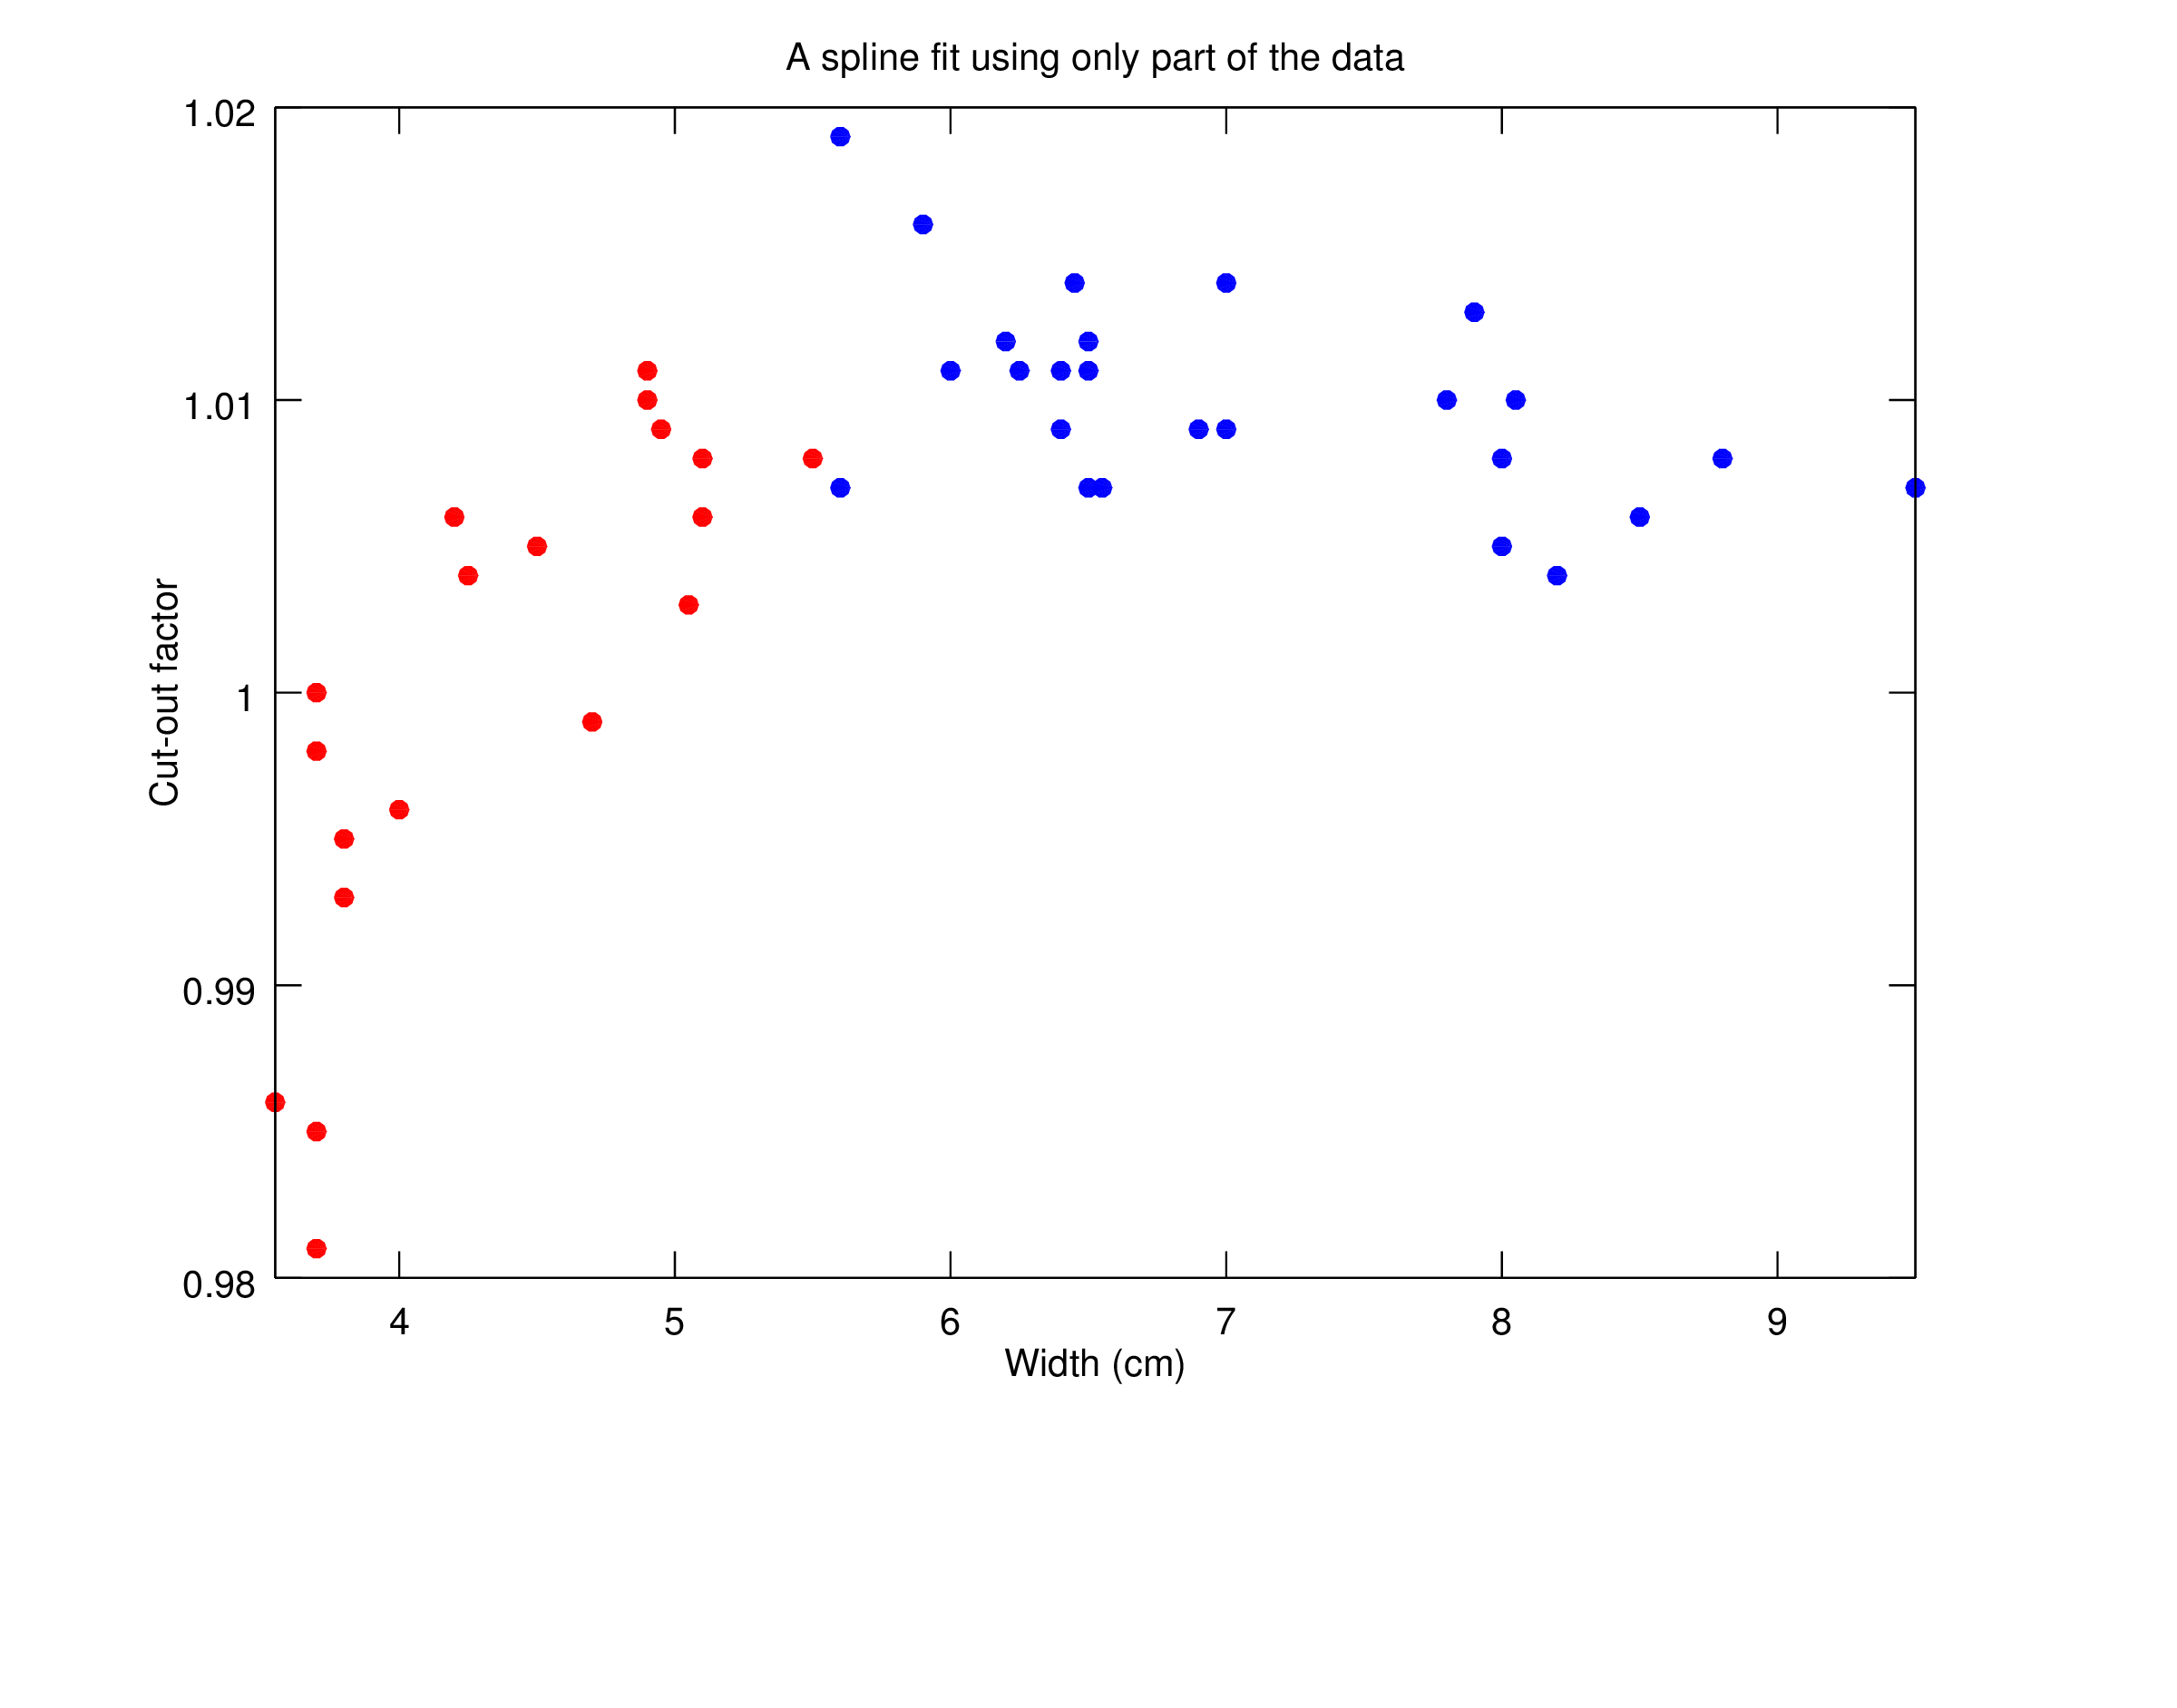 A spline fit using only part of the data
1.02
1.01
1
0.99
0.98
Cut-out factor
4 5 6 7 8 9
Width (cm)